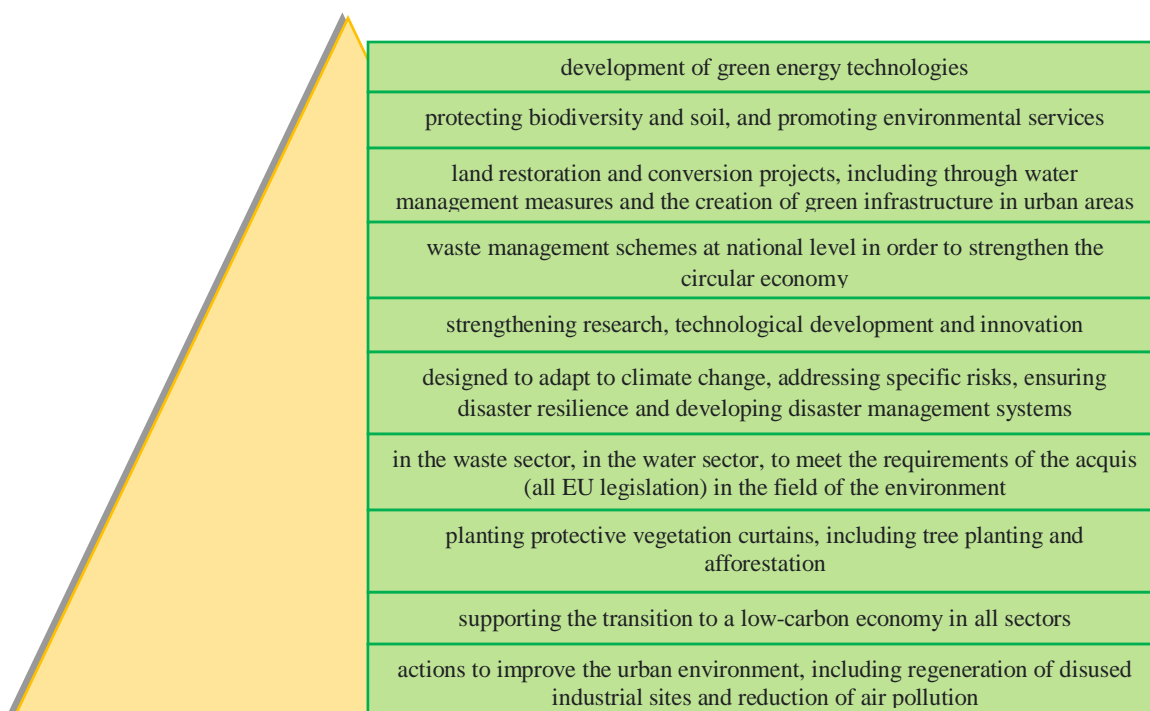 development of green energy technologies
protecting biodiversity and soil, and promoting environmental services
land restoration and conversion projects, including through water
management measures and the creation of green infrastructure in urban areas
waste management schemes at national level in order to strengthen the
circular economy
strengthening research, technological development and innovation
designed to adapt to climate change, addressing specific risks, ensuring
disaster resilience and developing disaster management systems
in the waste sector, in the water sector, to meet the requirements of the acquis
(all EU legislation) in the field of the environment
planting protective vegetation curtains, including tree planting and
afforestation
supporting the transition to a low-carbon economy in all sectors
actions to improve the urban environment, including regeneration of disused
industrial sites and reduction of air pollution